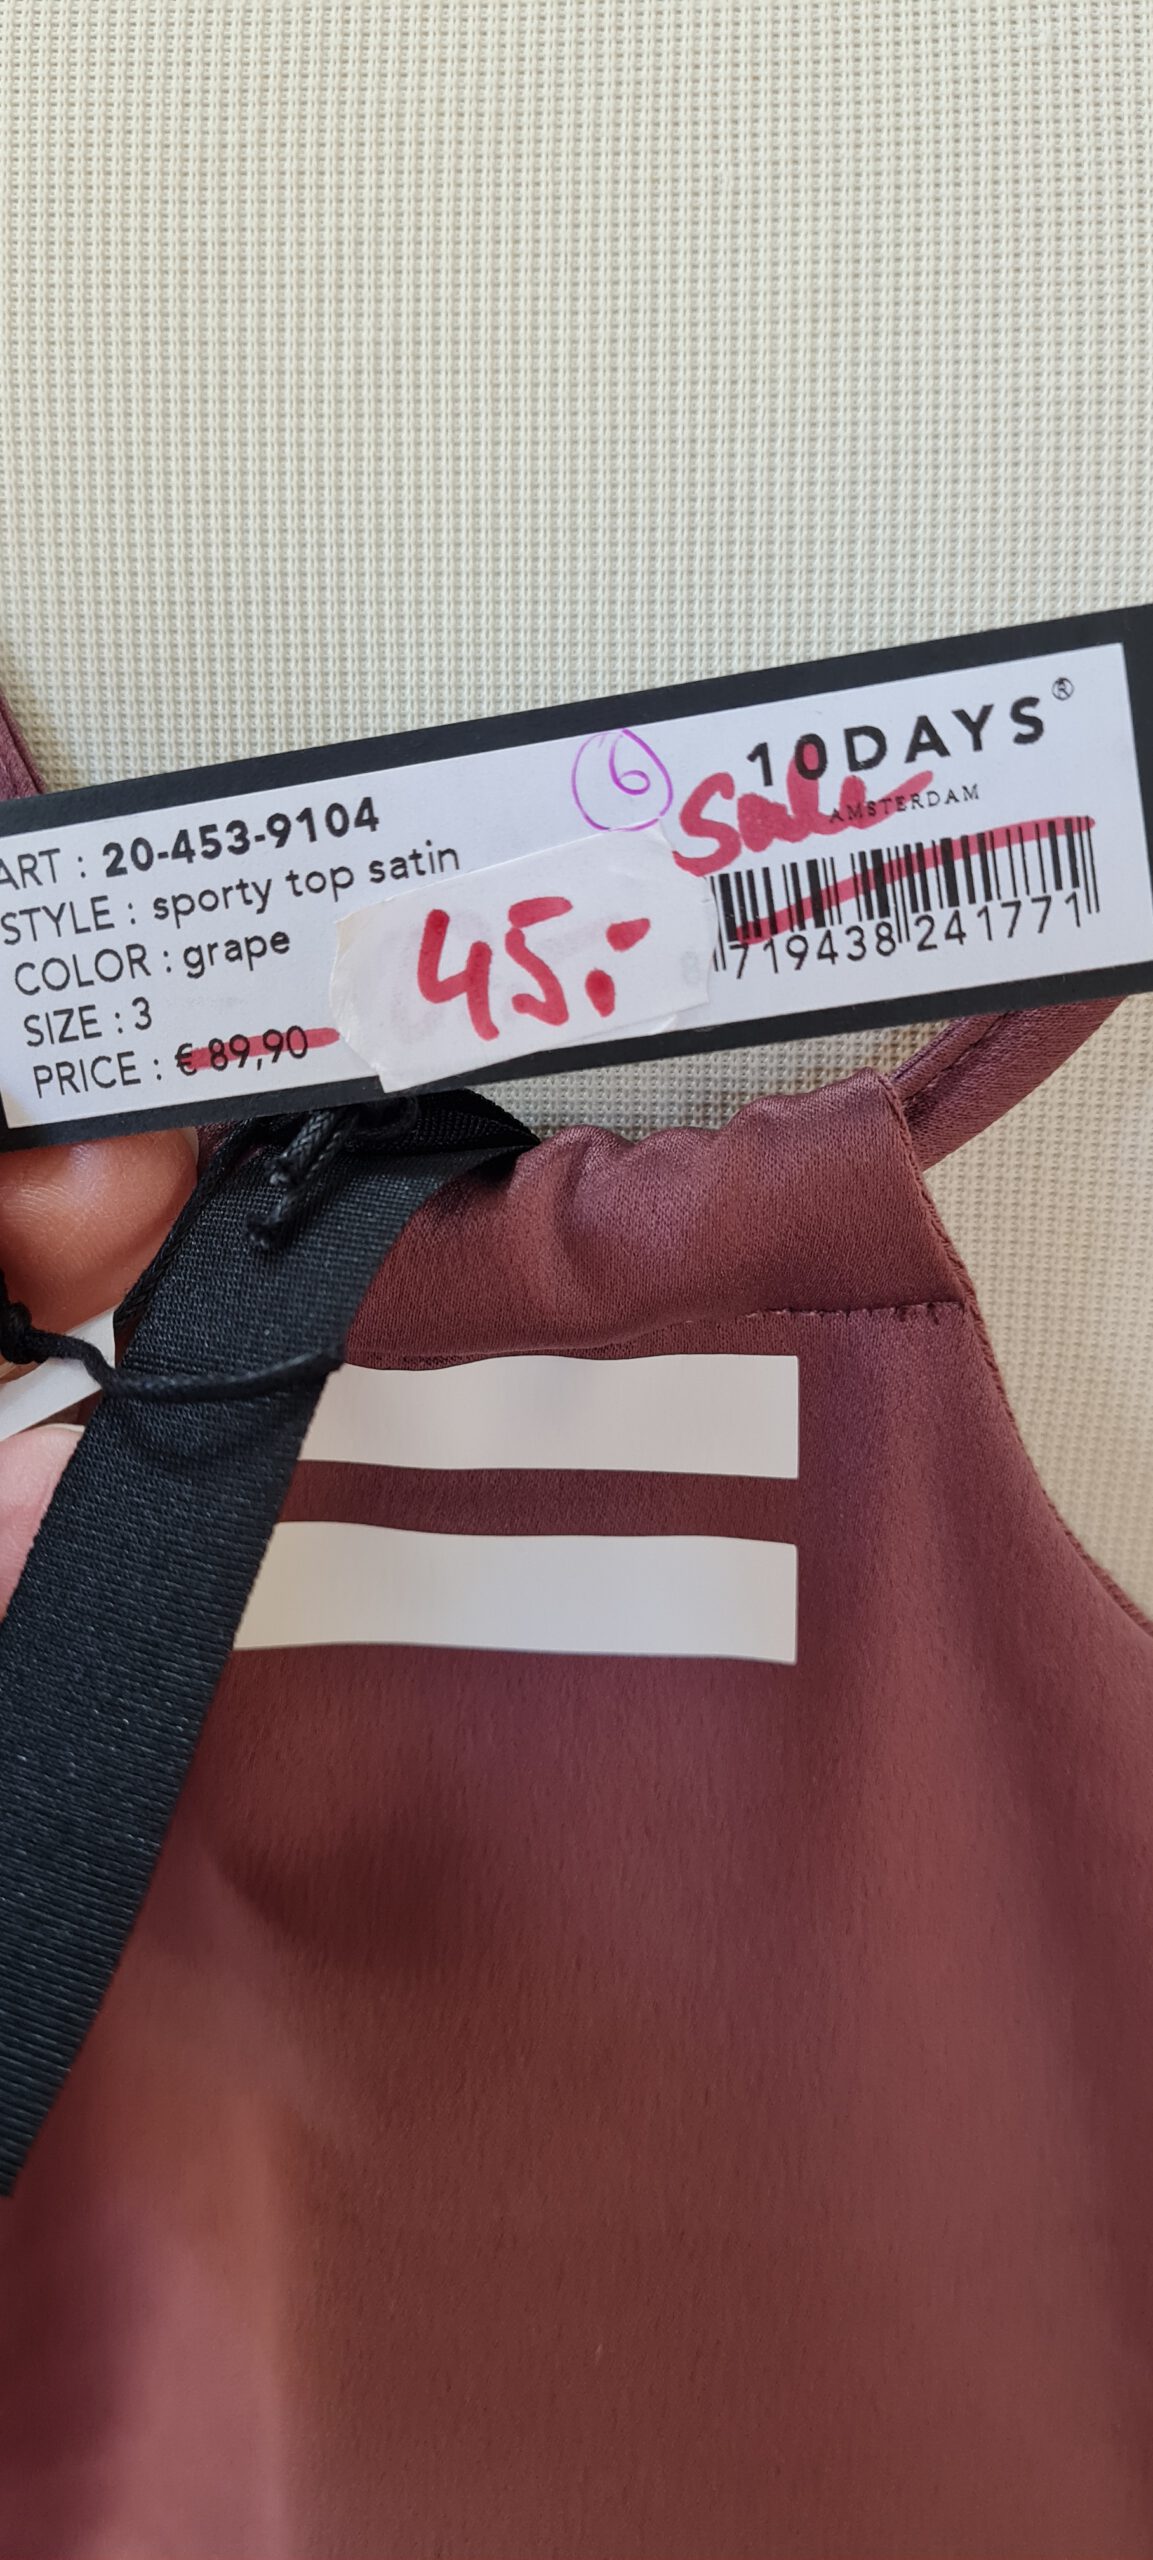 ART : 20-453-9104
STYLE : sporty top satin
COLOR : grape
SIZE : 3
PRICE : € 89,90
45.-
6
Sale
10DAYS®
AMSTERDAM
8 719438 241771